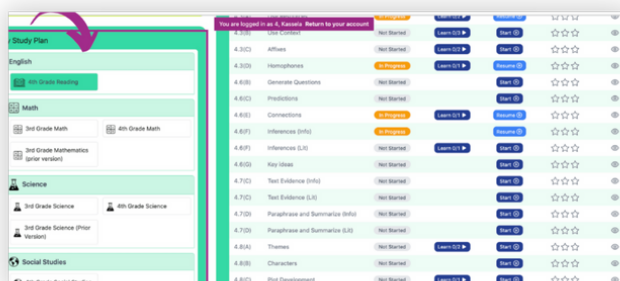 You are logged in as 4, Kassela Return to your account
Study Plan
English
4th Grade Reading
Math
3rd Grade Math
4th Grade Math
3rd Grade Mathematics
(prior version)
Science
3rd Grade Science
4th Grade Science
3rd Grade Science (Prior
Version)
Social Studies
4.3(B) Use Context Not Started Learn 0/3 Start
4.3(C) Affixes Not Started Learn 0/2 Start
4.3(D) Homophones In Progress Learn 0/1 Resume
4.6(B) Generate Questions Not Started Start
4.6(C) Predictions Not Started Start
4.6(E) Connections In Progress Learn 0/1 Resume
4.6(F) Inferences (Info) In Progress Resume
4.6(F) Inferences (Lit) Not Started Learn 0/1 Start
4.6(G) Key Ideas Not Started Start
4.7(C) Text Evidence (Info) Not Started Start
4.7(C) Text Evidence (Lit) Not Started Start
4.7(D) Paraphrase and Summarize (Info) Not Started Start
4.7(D) Paraphrase and Summarize (Lit) Not Started Start
4.8(A) Themes Not Started Learn 0/2 Start
4.8(B) Characters Not Started Start
4.8(C) Plot Development Not Started